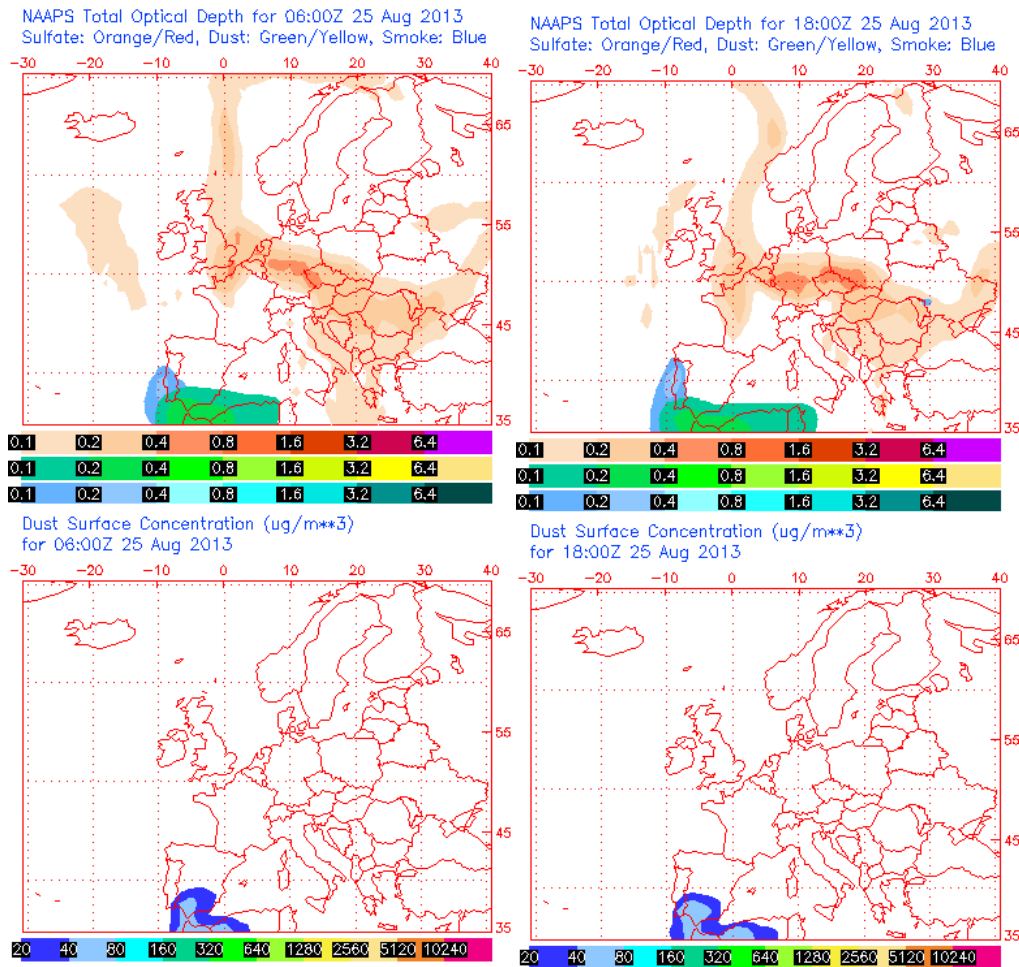 NAAPS Total Optical Depth for 06:00Z 25 Aug 2013
Sulfate: Orange/Red, Dust: Green/Yellow, Smoke: Blue
-30 -20 -10 0 10 20 30 40
65
55
45
35
0.1 0.2 0.4 0.8 1.6 3.2 6.4
0.1 0.2 0.4 0.8 1.6 3.2 6.4
0.1 0.2 0.4 0.8 1.6 3.2 6.4
NAAPS Total Optical Depth for 18:00Z 25 Aug 2013
Sulfate: Orange/Red, Dust: Green/Yellow, Smoke: Blue
-30 -20 -10 0 10 20 30 40
65
55
45
35
0.1 0.2 0.4 0.8 1.6 3.2 6.4
0.1 0.2 0.4 0.8 1.6 3.2 6.4
0.1 0.2 0.4 0.8 1.6 3.2 6.4
Dust Surface Concentration (ug/m**3)
for 06:00Z 25 Aug 2013
-30 -20 -10 0 10 20 30 40
65
55
45
35
20 40 80 160 320 640 1280 2560 5120 10240
Dust Surface Concentration (ug/m**3)
for 18:00Z 25 Aug 2013
-30 -20 -10 0 10 20 30 40
65
55
45
35
20 40 80 160 320 640 1280 2560 5120 10240